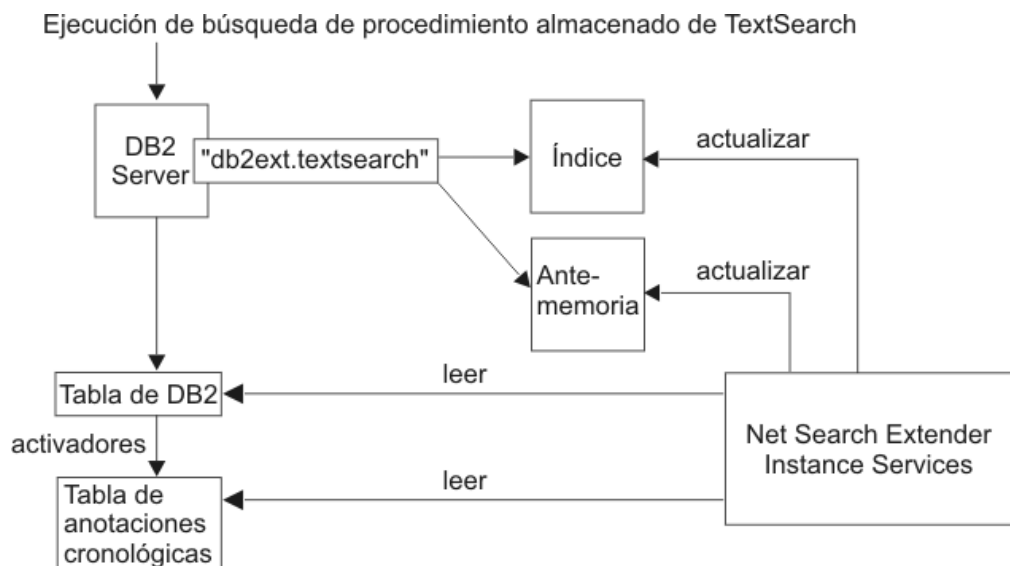 Ejecución de búsqueda de procedimiento almacenado de TextSearch
DB2
Server
"db2ext.textsearch"
Índice
actualizar
Ante-
memoria
actualizar
Tabla de DB2
leer
activadores
Net Search Extender
Instance Services
Tabla de
anotaciones
cronológicas
leer